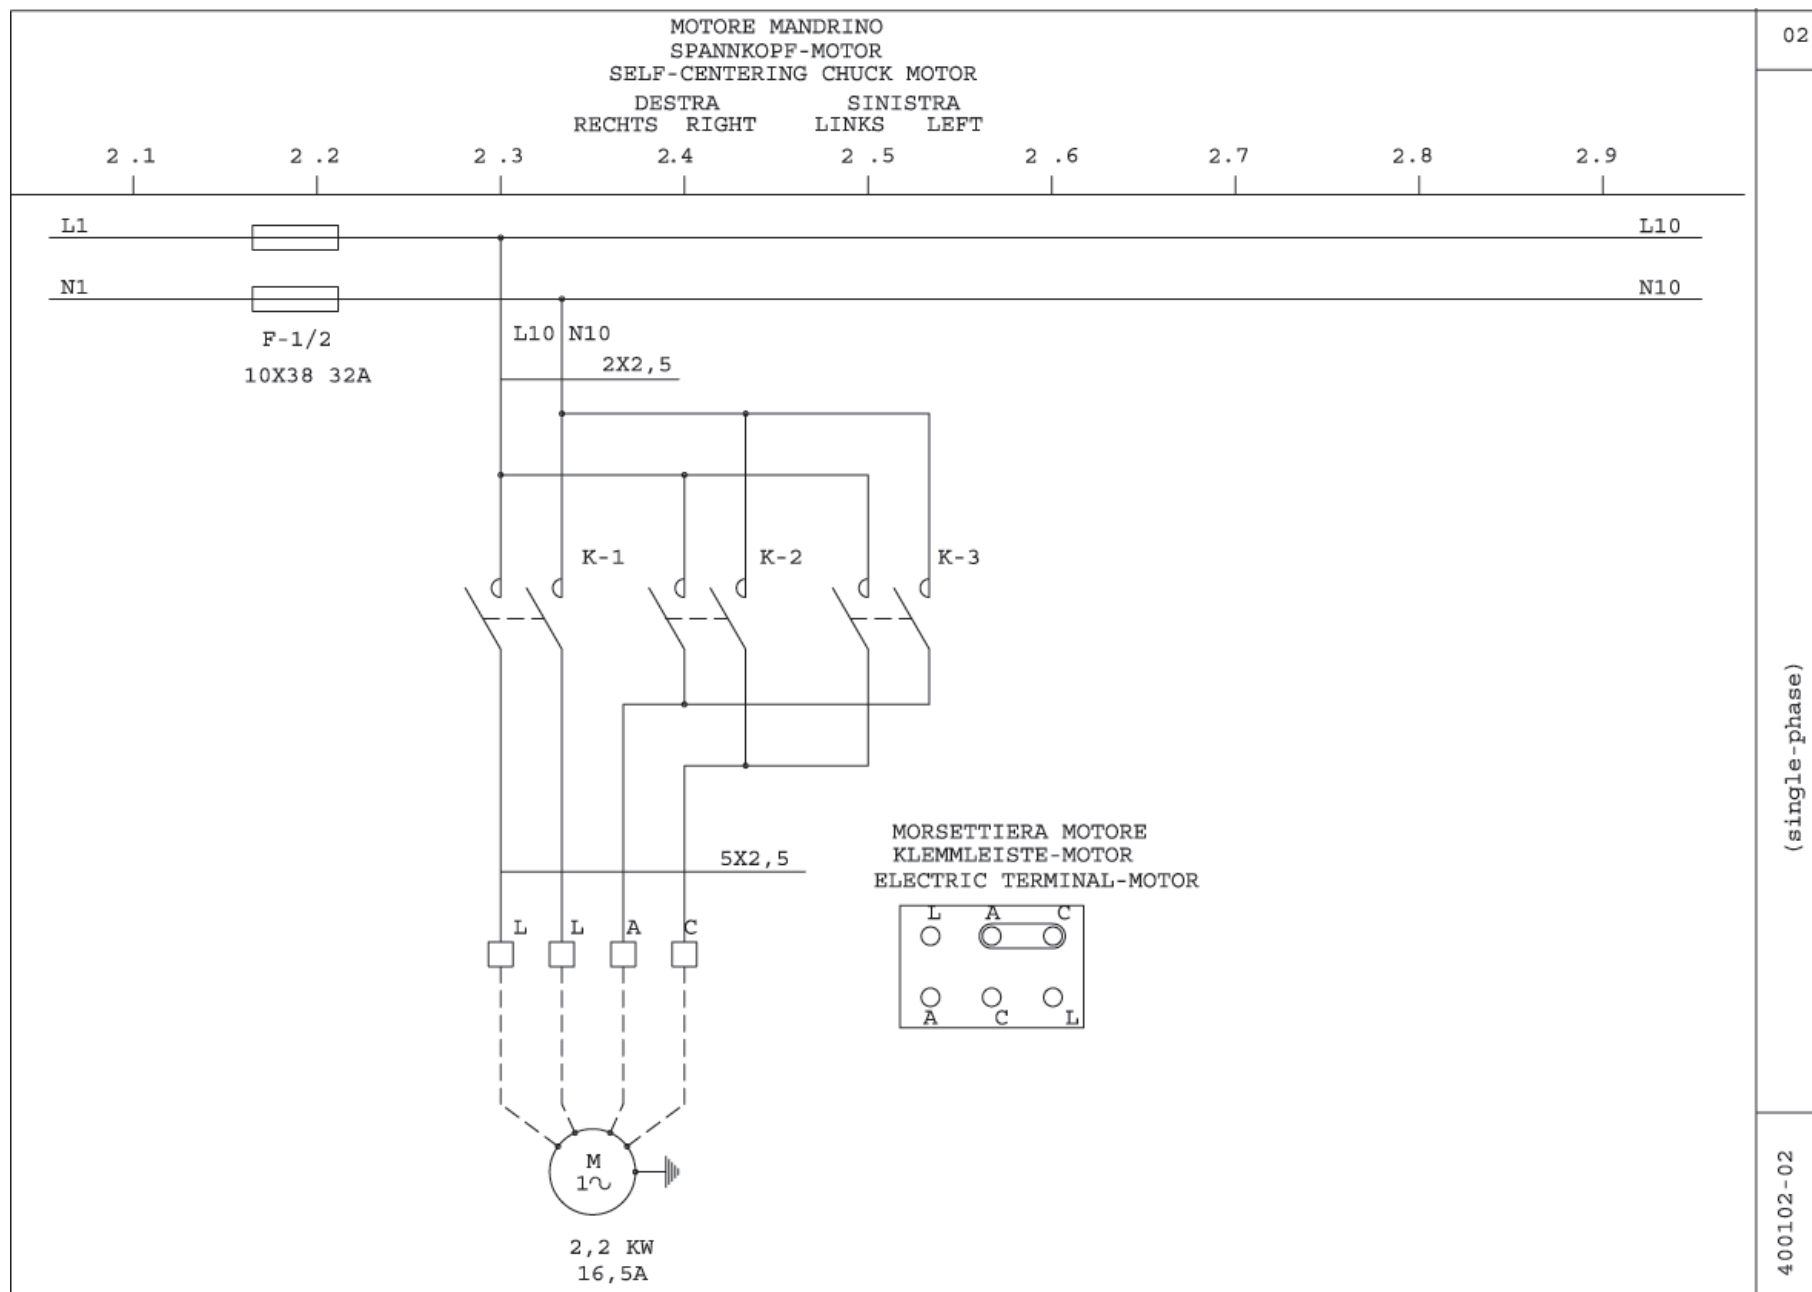 MOTORE MANDRINO
SPANNKOPF-MOTOR
SELF-CENTERING CHUCK MOTOR
DESTRA SINISTRA
RECHTS RIGHT LINKS LEFT
2 .1 2 .2 2 .3 2.4 2 .5 2 .6 2.7 2.8 2.9
02
L1 L10
N1 N10
F-1/2
10X38 32A
L10 N10
2X2,5
K-1 K-2 K-3
5X2,5
L L A C
MORSETTIERA MOTORE
KLEMMLEISTE-MOTOR
ELECTRIC TERMINAL-MOTOR
L A C
A C L
M
1~
2,2 KW
16,5A
(single-phase)
400102-02